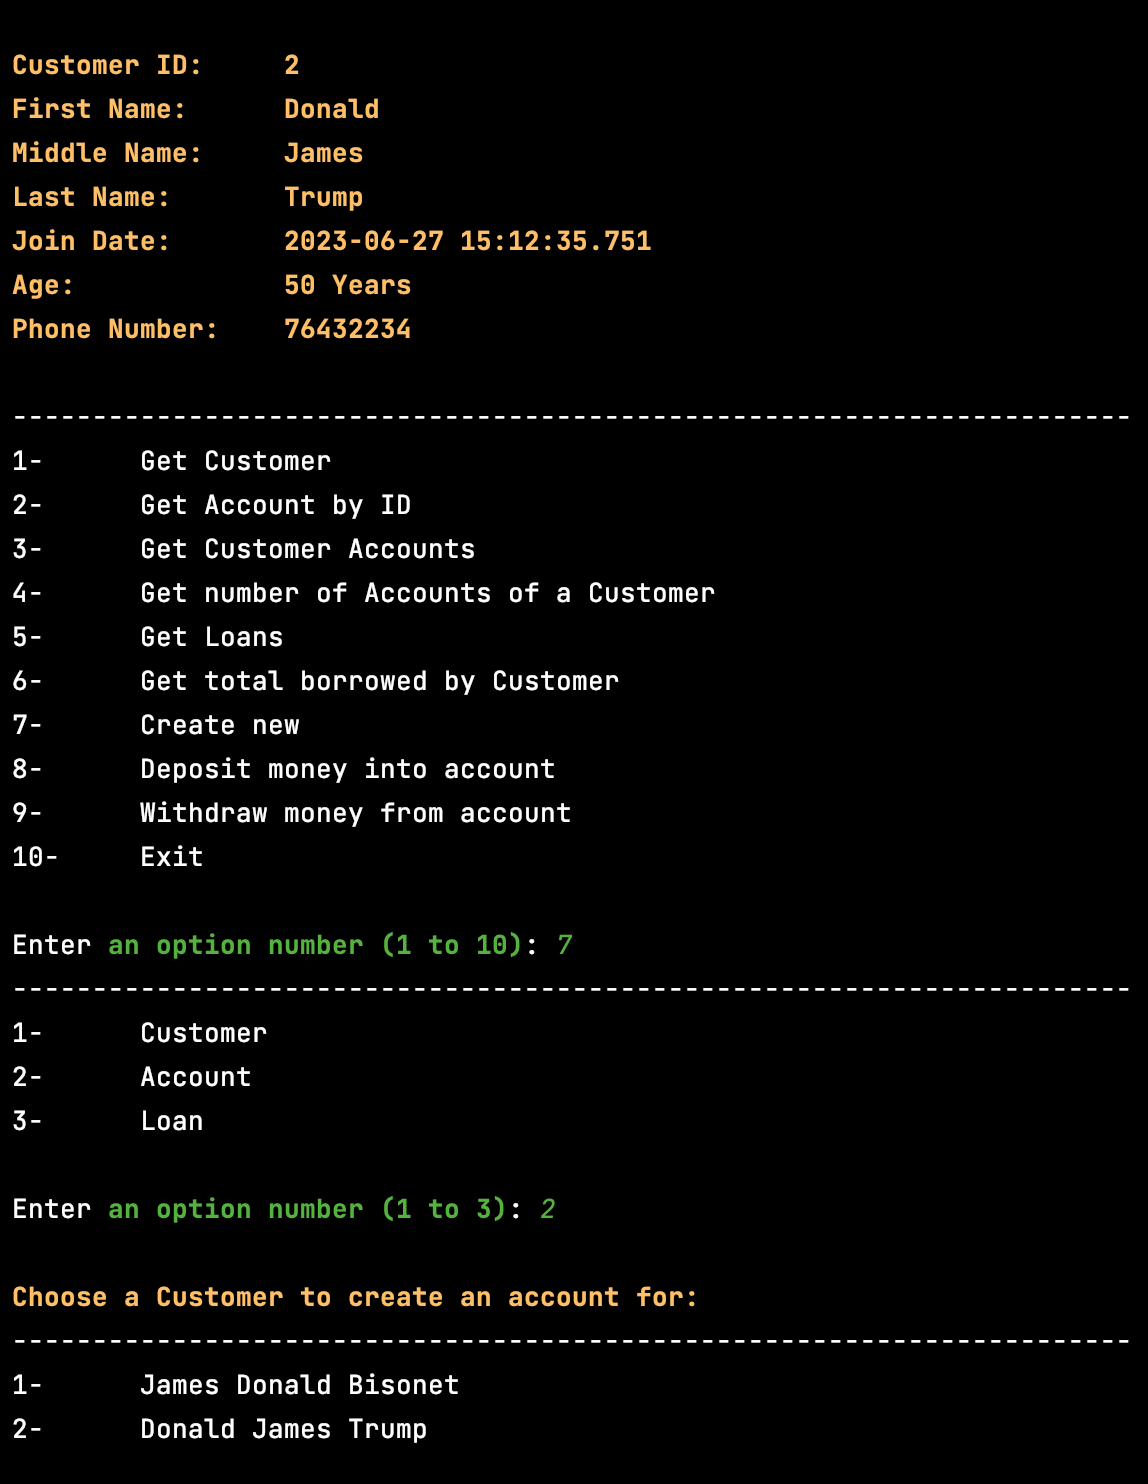 Customer ID: 2
First Name: Donald
Middle Name: James
Last Name: Trump
Join Date: 2023-06-27 15:12:35.751
Age: 50 Years
Phone Number: 76432234
----------------------------------------------------------------------
1- Get Customer
2- Get Account by ID
3- Get Customer Accounts
4- Get number of Accounts of a Customer
5- Get Loans
6- Get total borrowed by Customer
7- Create new
8- Deposit money into account
9- Withdraw money from account
10- Exit
Enter an option number (1 to 10): 7
----------------------------------------------------------------------
1- Customer
2- Account
3- Loan
Enter an option number (1 to 3): 2
Choose a Customer to create an account for:
----------------------------------------------------------------------
1- James Donald Bisonet
2- Donald James Trump